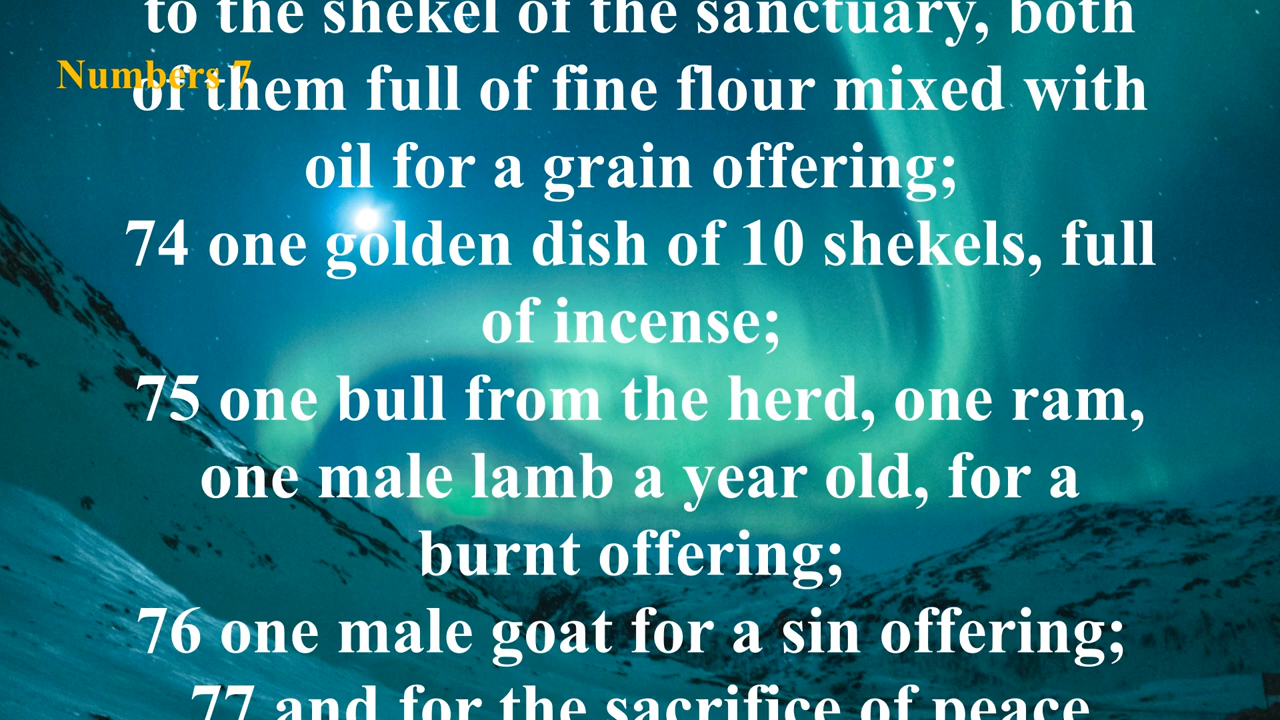 to the shekel of the sanctuary, both
Numbers 7
of them full of fine flour mixed with
oil for a grain offering;
74 one golden dish of 10 shekels, full
of incense;
75 one bull from the herd, one ram,
one male lamb a year old, for a
burnt offering;
76 one male goat for a sin offering;
77 and for the sacrifice of peace